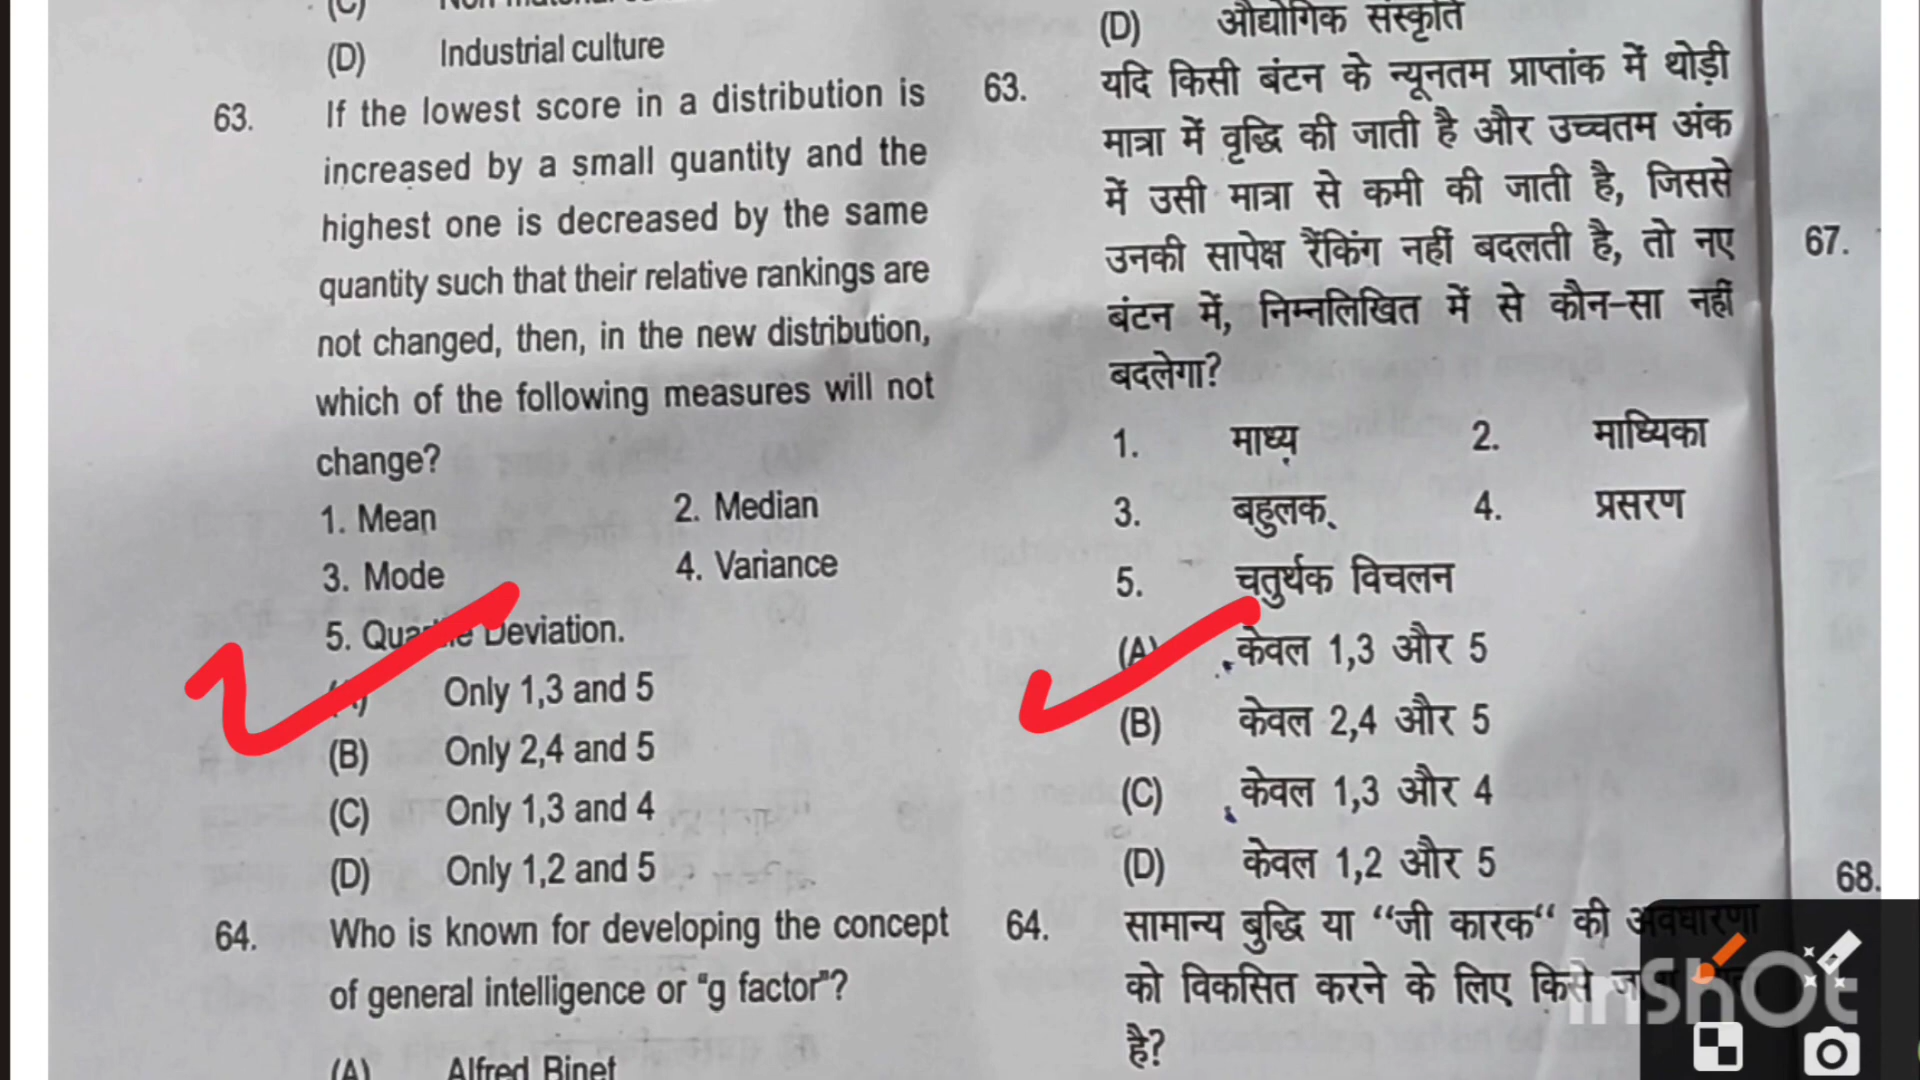 (C)
(D) Industrial culture
63. If the lowest score in a distribution is
increased by a small quantity and the
highest one is decreased by the same
quantity such that their relative rankings are
not changed, then, in the new distribution,
which of the following measures will not
change?
1. Mean 2. Median
3. Mode 4. Variance
5. Deviation.
Only 1,3 and 5
(B) Only 2,4 and 5
(C) Only 1,3 and 4
(D) Only 1,2 and 5
64. Who is known for developing the concept
of general intelligence or "g factor"?
(A) Alfred Binet
(D) औद्योगिक संस्कृति
63. यदि किसी बंटन के न्यूनतम प्राप्तांक में थोड़ी
मात्रा में वृद्धि की जाती है और उच्चतम अंक
में उसी मात्रा से कमी की जाती है, जिससे
उनकी सापेक्ष रैंकिंग नहीं बदलती है, तो नए
बंटन में, निम्नलिखित में से कौन-सा नहीं
बदलेगा?
1. माध्य 2. माध्यिका
3. बहुलक 4. प्रसरण
5. चतुर्थक विचलन
(A) केवल 1,3 और 5
(B) केवल 2,4 और 5
(C) केवल 1,3 और 4
(D) केवल 1,2 और 5
64. सामान्य बुद्धि या “जी कारक“ की अवधारणा
को विकसित करने के लिए किसे
है?
67.
68.
InShOt